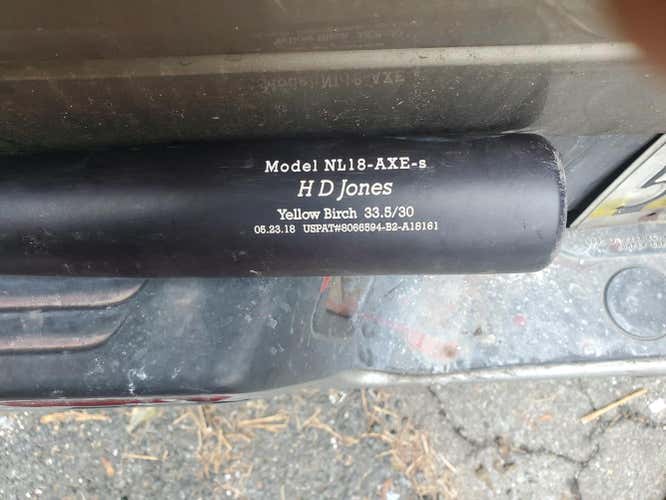 Model NL18-AXE-s
H D Jones
Yellow Birch 33.5/30
05.23.18 USPAT#8066594-B2-A18161